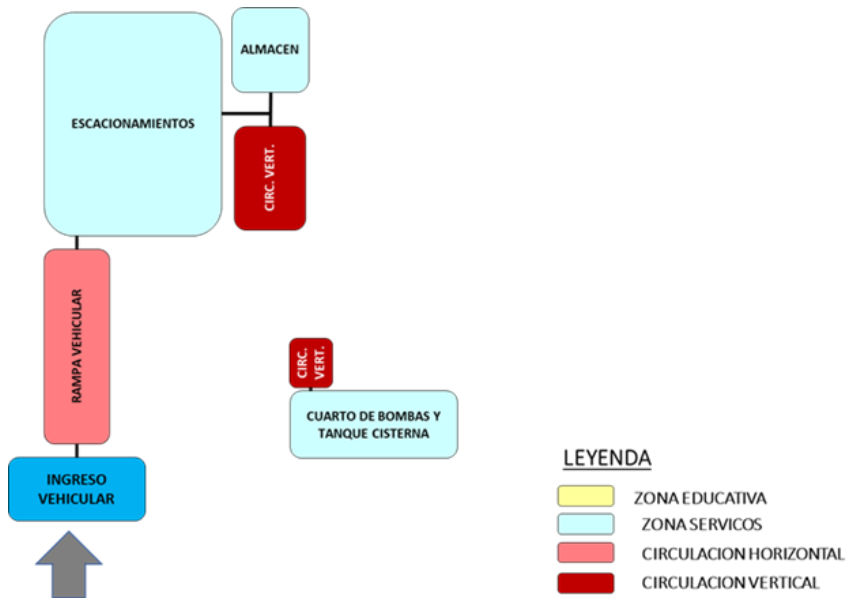 ALMACEN
ESCACIONAMIENTOS
CIRC. VERT.
RAMPA VEHICULAR
CIRC.
VERT.
CUARTO DE BOMBAS Y
TANQUE CISTERNA
INGRESO
VEHICULAR
LEYENDA
ZONA EDUCATIVA
ZONA SERVICOS
CIRCULACION HORIZONTAL
CIRCULACION VERTICAL